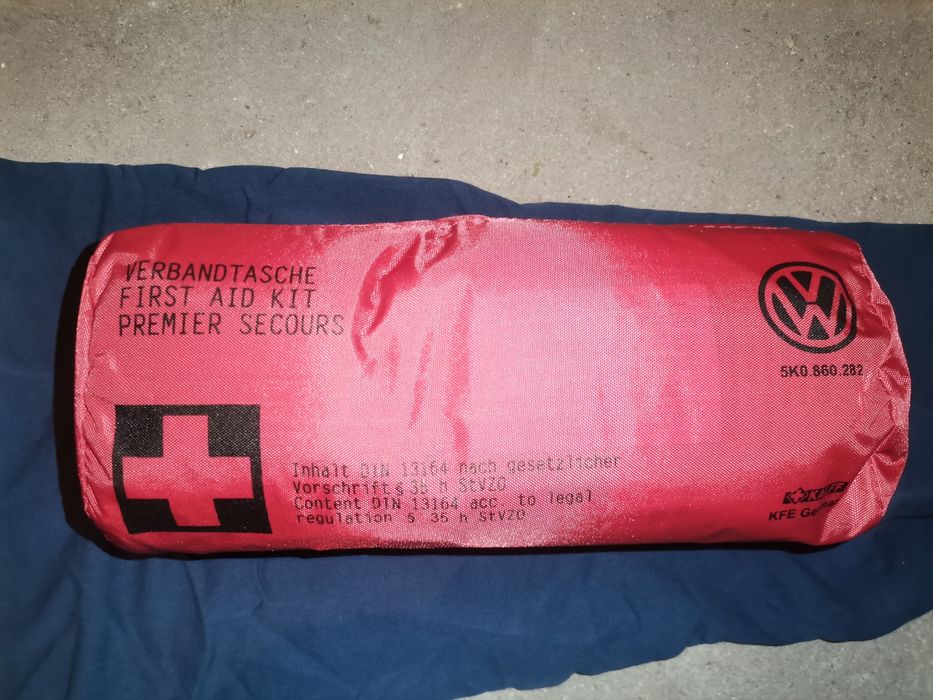 VERBANDTASCHE
FIRST AID KIT
PREMIER SECOURS
VW
5K0.860.282
Inhalt DIN 13164 nach gesetzlicher
Vorschrift § 35 h StVZO
Content DIN 13164 acc. to legal
regulation § 35 h StVZO
KFE